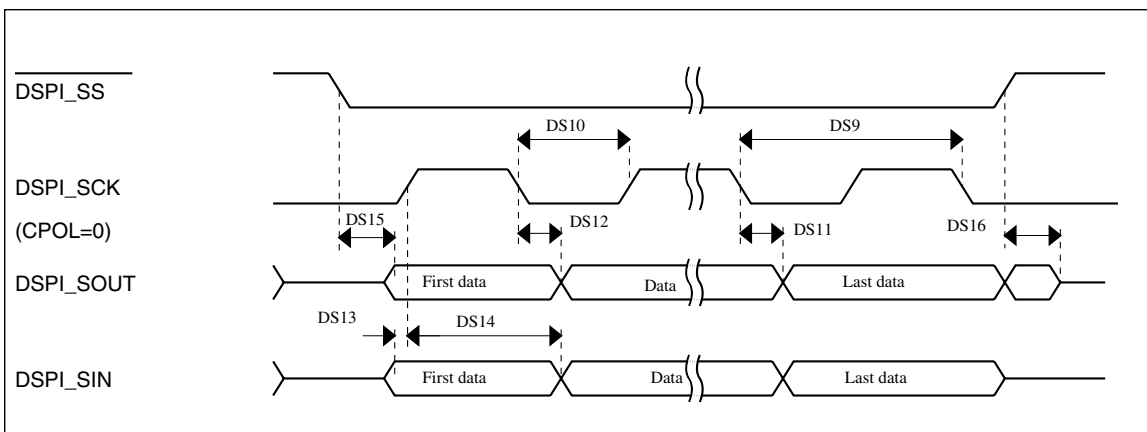 DSPI_SS
DS10
DS9
DSPI_SCK
(CPOL=0)
DS15
DS12
DS11
DS16
DSPI_SOUT
First data
Data
Last data
DS13
DS14
DSPI_SIN
First data
Data
Last data